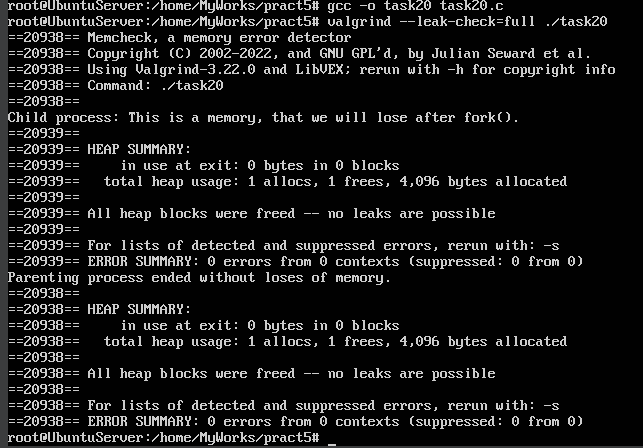 root@UbuntuServer:/home/MyWorks/pract5# gcc -o task20 task20.c
root@UbuntuServer:/home/MyWorks/pract5# valgrind --leak-check=full ./task20
==20938== Memcheck, a memory error detector
==20938== Copyright (C) 2002-2022, and GNU GPL'd, by Julian Seward et al.
==20938== Using Valgrind-3.22.0 and LibVEX; rerun with -h for copyright info
==20938== Command: ./task20
==20938==
Child process: This is a memory, that we will lose after fork().
==20939==
==20939== HEAP SUMMARY:
==20939==     in use at exit: 0 bytes in 0 blocks
==20939==   total heap usage: 1 allocs, 1 frees, 4,096 bytes allocated
==20939==
==20939== All heap blocks were freed -- no leaks are possible
==20939==
==20939== For lists of detected and suppressed errors, rerun with: -s
==20939== ERROR SUMMARY: 0 errors from 0 contexts (suppressed: 0 from 0)
Parenting process ended without loses of memory.
==20938==
==20938== HEAP SUMMARY:
==20938==     in use at exit: 0 bytes in 0 blocks
==20938==   total heap usage: 1 allocs, 1 frees, 4,096 bytes allocated
==20938==
==20938== All heap blocks were freed -- no leaks are possible
==20938==
==20938== For lists of detected and suppressed errors, rerun with: -s
==20938== ERROR SUMMARY: 0 errors from 0 contexts (suppressed: 0 from 0)
root@UbuntuServer:/home/MyWorks/pract5# _